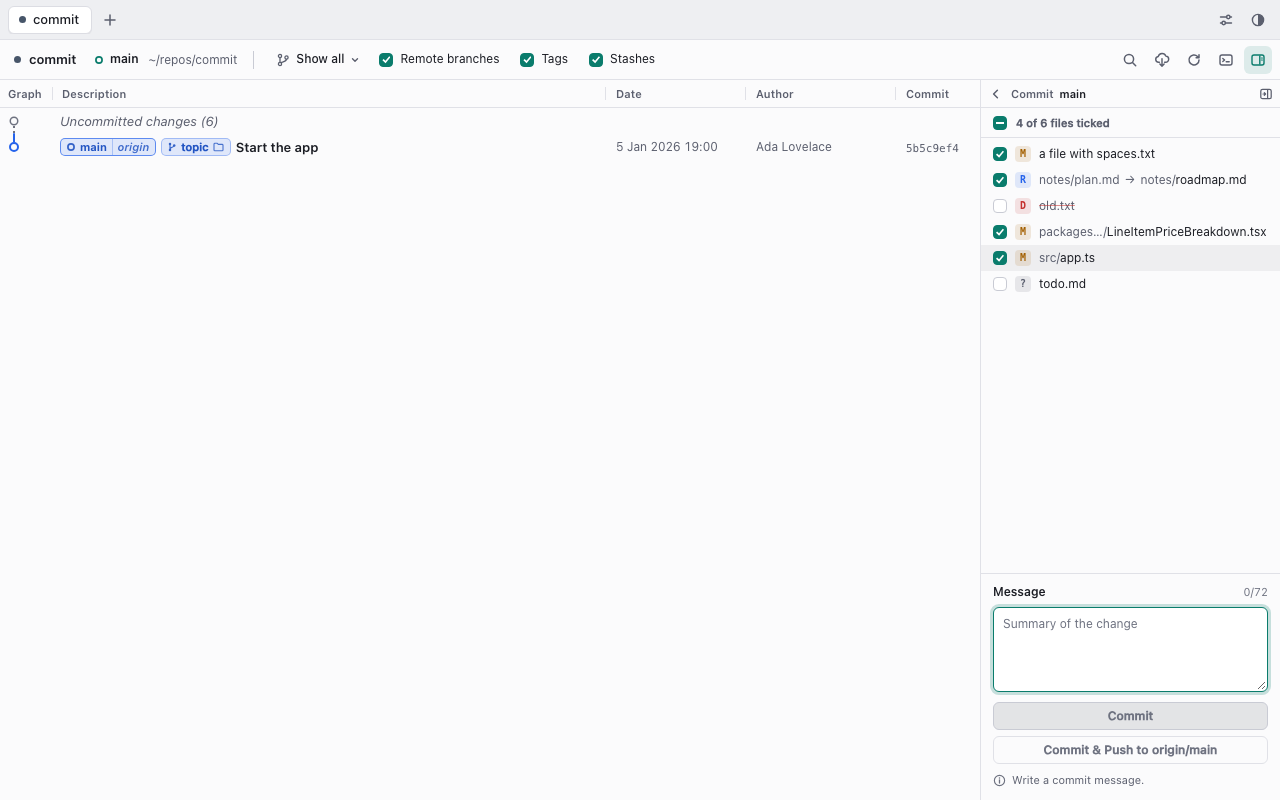 commit
commit main ~/repos/commit Show all Remote branches Tags Stashes
Graph Description Date Author Commit
Uncommitted changes (6)
main origin topic Start the app 5 Jan 2026 19:00 Ada Lovelace 5b5c9ef4
Commit main
4 of 6 files ticked
M a file with spaces.txt
R notes/plan.md → notes/roadmap.md
D old.txt
M packages.../LineItemPriceBreakdown.tsx
M src/app.ts
? todo.md
Message 0/72
Summary of the change
Commit
Commit & Push to origin/main
Write a commit message.